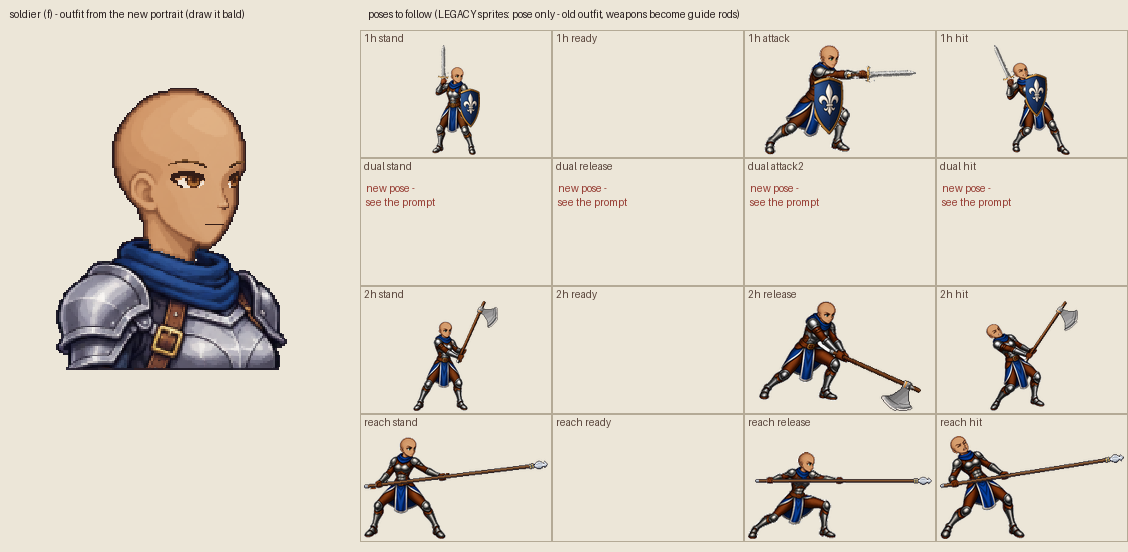 soldier (f) - outfit from the new portrait (draw it bald)
poses to follow (LEGACY sprites: pose only - old outfit, weapons become guide rods)
1h stand
1h ready
1h attack
1h hit
dual stand
dual release
dual attack2
dual hit
new pose -
see the prompt
new pose -
see the prompt
new pose -
see the prompt
new pose -
see the prompt
2h stand
2h ready
2h release
2h hit
reach stand
reach ready
reach release
reach hit